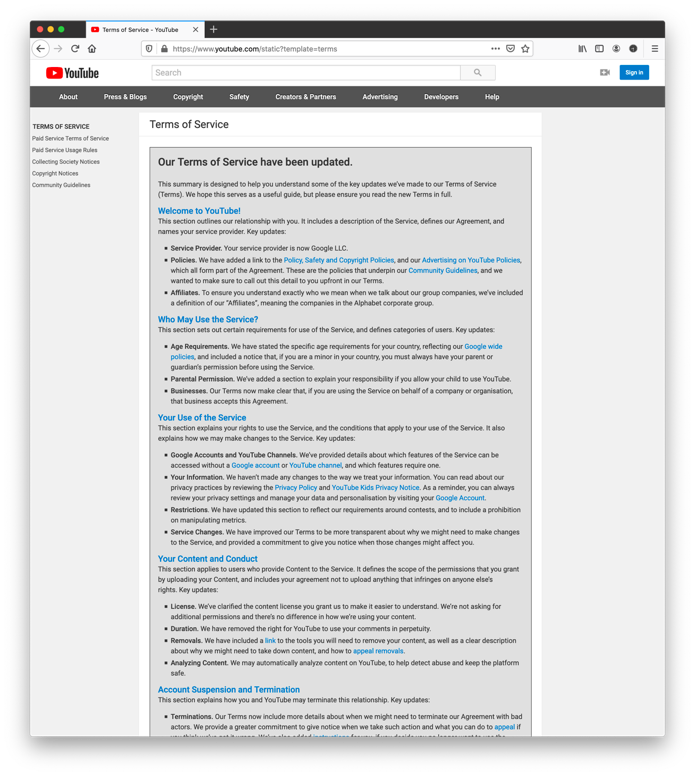 Terms of Service - YouTube
https://www.youtube.com/static?template=terms
YouTube
Search
Sign in
About Press & Blogs Copyright Safety Creators & Partners Advertising Developers Help
TERMS OF SERVICE
Paid Service Terms of Service
Paid Service Usage Rules
Collecting Society Notices
Copyright Notices
Community Guidelines
Terms of Service
Our Terms of Service have been updated.
This summary is designed to help you understand some of the key updates we've made to our Terms of Service
(Terms). We hope this serves as a useful guide, but please ensure you read the new Terms in full.
Welcome to YouTube!
This section outlines our relationship with you. It includes a description of the Service, defines our Agreement, and
names your service provider. Key updates:
Service Provider. Your service provider is now Google LLC.
Policies. We have added a link to the Policy, Safety and Copyright Policies, and our Advertising on YouTube Policies,
which all form part of the Agreement. These are the policies that underpin our Community Guidelines, and we
wanted to make sure to call out this detail to you upfront in our Terms.
Affiliates. To ensure you understand exactly who we mean when we talk about our group companies, we've included
a definition of our "Affiliates", meaning the companies in the Alphabet corporate group.
Who May Use the Service?
This section sets out certain requirements for use of the Service, and defines categories of users. Key updates:
Age Requirements. We have stated the specific age requirements for your country, reflecting our Google wide
policies, and included a notice that, if you are a minor in your country, you must always have your parent or
guardian's permission before using the Service.
Parental Permission. We've added a section to explain your responsibility if you allow your child to use YouTube.
Businesses. Our Terms now make clear that, if you are using the Service on behalf of a company or organisation,
that business accepts this Agreement.
Your Use of the Service
This section explains your rights to use the Service, and the conditions that apply to your use of the Service. It also
explains how we may make changes to the Service. Key updates:
Google Accounts and YouTube Channels. We've provided details about which features of the Service can be
accessed without a Google account or YouTube channel, and which features require one.
Your Information. We haven't made any changes to the way we treat your information. You can read about our
privacy practices by reviewing the Privacy Policy and YouTube Kids Privacy Notice. As a reminder, you can always
review your privacy settings and manage your data and personalisation by visiting your Google Account.
Restrictions. We have updated this section to reflect our requirements around contests, and to include a prohibition
on manipulating metrics.
Service Changes. We have improved our Terms to be more transparent about why we might need to make changes
to the Service, and provided a commitment to give you notice when those changes might affect you.
Your Content and Conduct
This section applies to users who provide Content to the Service. It defines the scope of the permissions that you grant
by uploading your Content, and includes your agreement not to upload anything that infringes on anyone else's
rights. Key updates:
License. We've clarified the content license you grant us to make it easier to understand. We're not asking for
additional permissions and there's no difference in how we're using your content.
Duration. We have removed the right for YouTube to use your comments in perpetuity.
Removals. We have included a link to the tools you will need to remove your content, as well as a clear description
about why we might need to take down content, and how to appeal removals.
Analyzing Content. We may automatically analyze content on YouTube, to help detect abuse and keep the platform
safe.
Account Suspension and Termination
This section explains how you and YouTube may terminate this relationship. Key updates:
Terminations. Our Terms now include more details about when we might need to terminate our Agreement with bad
actors. We provide a greater commitment to give notice when we take such action and what you can do to appeal if